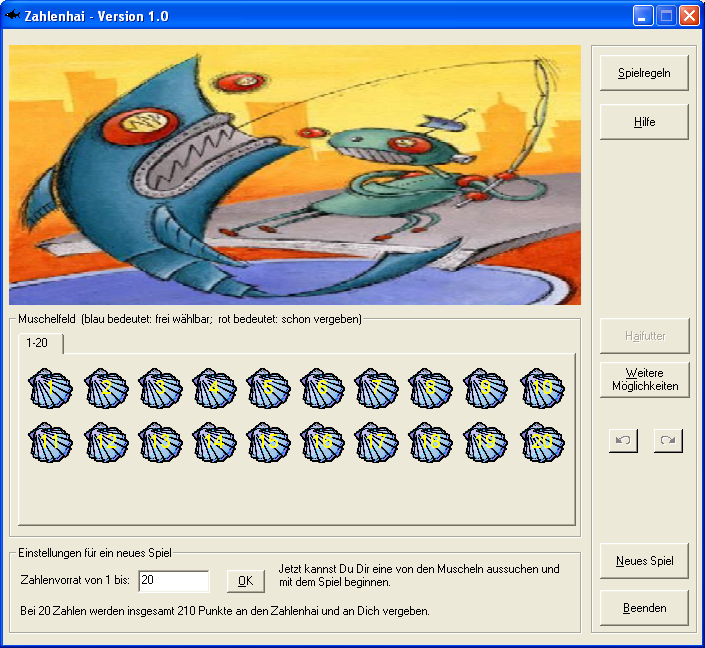 Zahlenhai - Version 1.0
Spielregeln
Hilfe
Muschelfeld (blau bedeutet: frei wählbar; rot bedeutet: schon vergeben)
1-20
1 2 3 4 5 6 7 8 9 10
11 12 13 14 15 16 17 18 19 20
Haifutter
Weitere
Möglichkeiten
Einstellungen für ein neues Spiel
Zahlenvorrat von 1 bis: 20 OK
Jetzt kannst Du Dir eine von den Muscheln aussuchen und
mit dem Spiel beginnen.
Bei 20 Zahlen werden insgesamt 210 Punkte an den Zahlenhai und an Dich vergeben.
Neues Spiel
Beenden